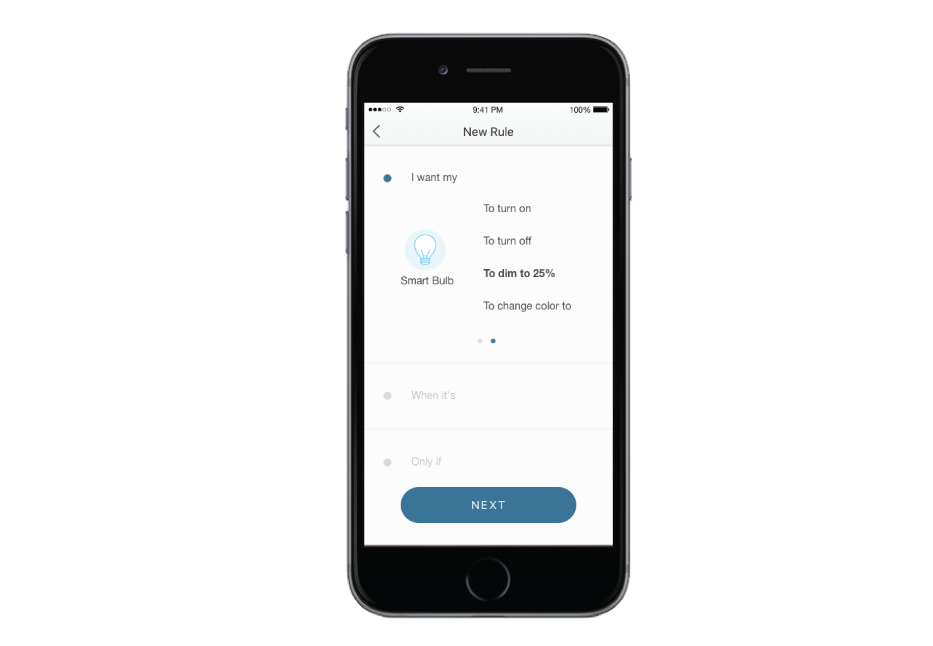 9:41 PM
100%
New Rule
I want my
To turn on
To turn off
Smart Bulb
To dim to 25%
To change color to
When it's
Only if
NEXT